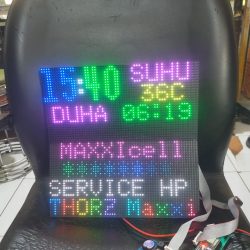 15:40 SUHU
36C
DUHA 06:19
MAXXIcell
******
SERVICE HP
THORZ Maxxi